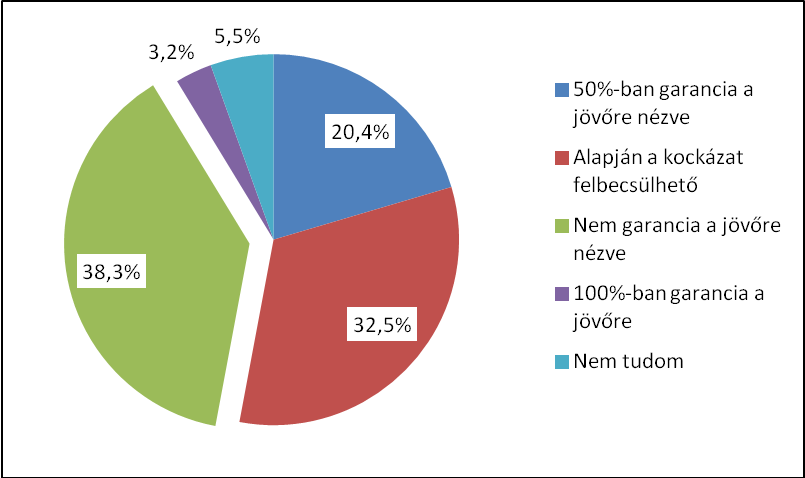 5,5%
3,2%
20,4%
38,3%
32,5%
50%-ban garancia a
jövőre nézve
Alapján a kockázat
felbecsülhető
Nem garancia a jövőre
nézve
100%-ban garancia a
jövőre
Nem tudom